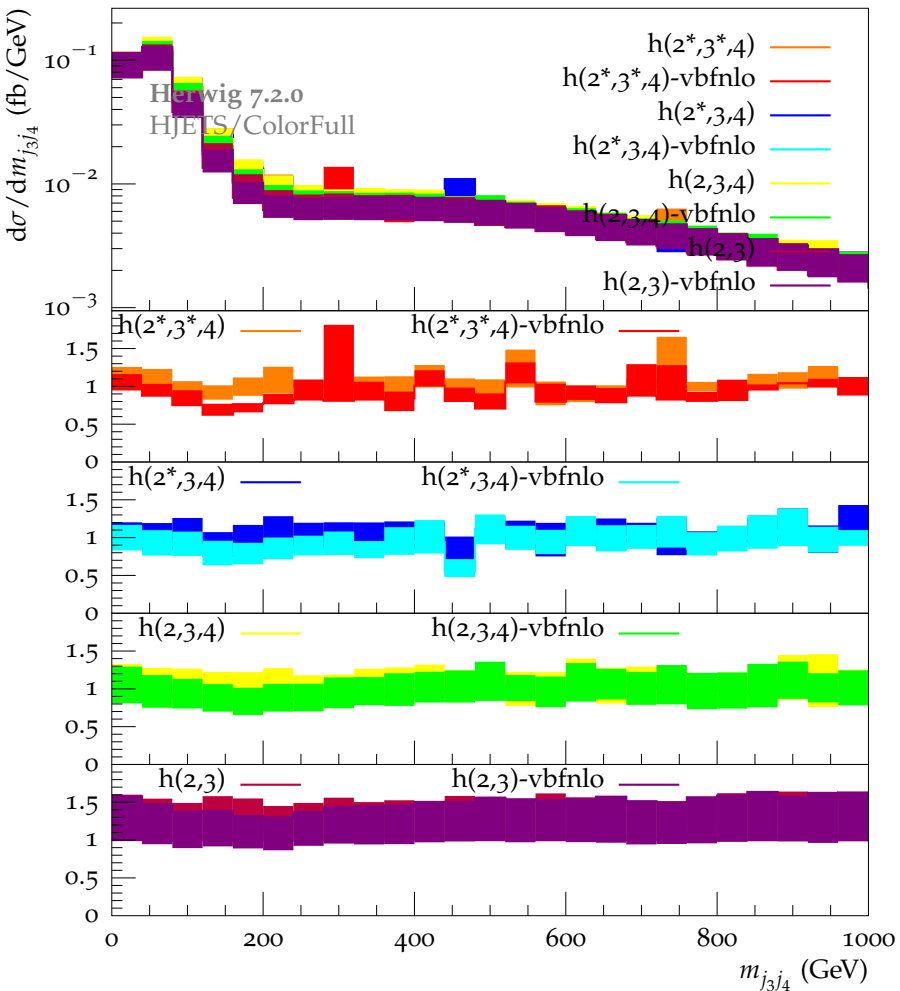 dσ/dm_{j₃j₄} (fb/GeV)
10⁻¹
10⁻²
10⁻³
Herwig 7.2.0
HJETS/ColorFull
h(2*,3*,4)
h(2*,3*,4)-vbfnlo
h(2*,3,4)
h(2*,3,4)-vbfnlo
h(2,3,4)
h(2,3,4)-vbfnlo
h(2,3)
h(2,3)-vbfnlo
h(2*,3*,4) h(2*,3*,4)-vbfnlo
1.5
1
0.5
0
h(2*,3,4) h(2*,3,4)-vbfnlo
1.5
1
0.5
0
h(2,3,4) h(2,3,4)-vbfnlo
1.5
1
0.5
0
h(2,3) h(2,3)-vbfnlo
1.5
1
0.5
0
0 200 400 600 800 1000
m_{j₃j₄} (GeV)